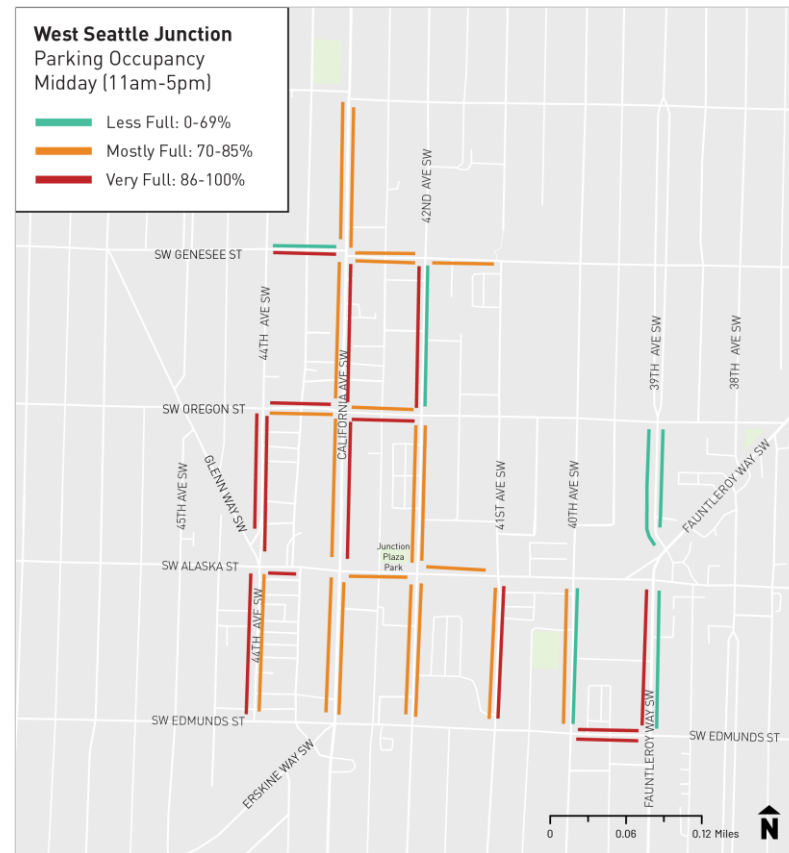 West Seattle Junction
Parking Occupancy
Midday (11am-5pm)
Less Full: 0-69%
Mostly Full: 70-85%
Very Full: 86-100%
42ND AVE SW
SW GENESEE ST
44TH AVE SW
CALIFORNIA AVE SW
39TH AVE SW
38TH AVE SW
SW OREGON ST
GLENN WAY SW
45TH AVE SW
41ST AVE SW
40TH AVE SW
FAUNTLEROY WAY SW
Junction
Plaza
Park
SW ALASKA ST
44TH AVE SW
SW EDMUNDS ST
FAUNTLEROY WAY SW
SW EDMUNDS ST
ERSKINE WAY SW
0 0.06 0.12 Miles
N